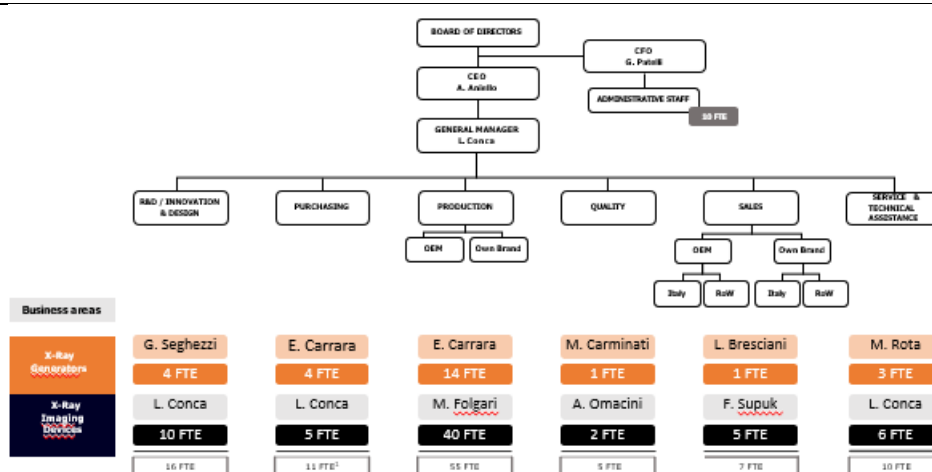 BOARD OF DIRECTORS
CFO
G. Patelli
CEO
A. Aniello
ADMINISTRATIVE STAFF
10 FTE
GENERAL MANAGER
L. Conca
R&D / INNOVATION
& DESIGN
PURCHASING
PRODUCTION
QUALITY
SALES
SERVICE &
TECHNICAL
ASSISTANCE
OEM
Own Brand
OEM
Own Brand
Italy
RoW
Italy
RoW
Business areas
X-Ray
Generators
G. Seghezzi
E. Carrara
E. Carrara
M. Carminati
L. Bresciani
M. Rota
4 FTE
4 FTE
14 FTE
1 FTE
1 FTE
3 FTE
X-Ray
Imaging
Devices
L. Conca
L. Conca
M. Folgari
A. Omacini
F. Supuk
L. Conca
10 FTE
5 FTE
40 FTE
2 FTE
5 FTE
6 FTE
16 FTE
11 FTE¹
55 FTE
5 FTE
7 FTE
10 FTE